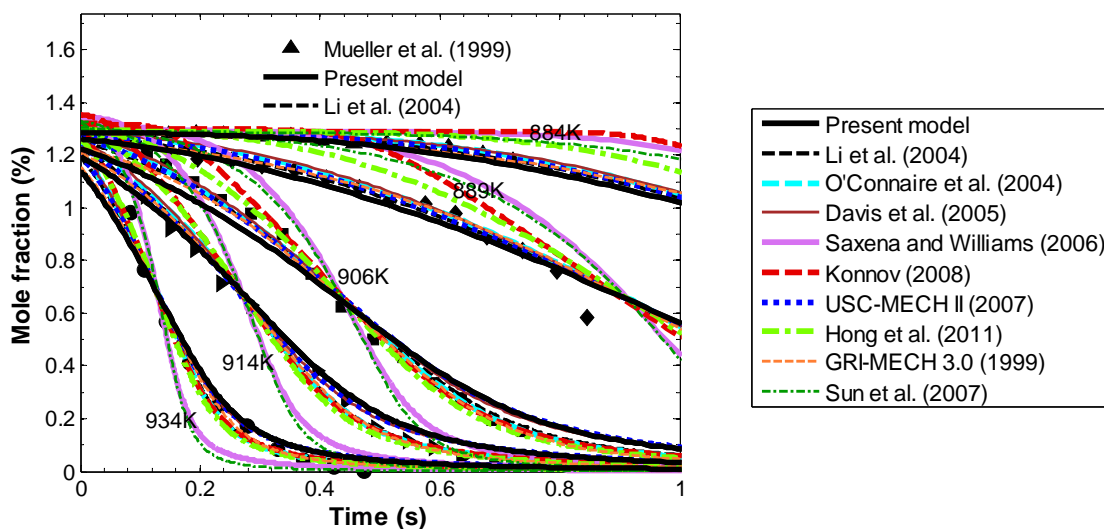 Mole fraction (%)
1.6
1.4
1.2
1
0.8
0.6
0.4
0.2
0
Mueller et al. (1999)
Present model
Li et al. (2004)
884K
889K
906K
914K
934K
0 0.2 0.4 0.6 0.8 1
Time (s)
Present model
Li et al. (2004)
O'Connaire et al. (2004)
Davis et al. (2005)
Saxena and Williams (2006)
Konnov (2008)
USC-MECH II (2007)
Hong et al. (2011)
GRI-MECH 3.0 (1999)
Sun et al. (2007)